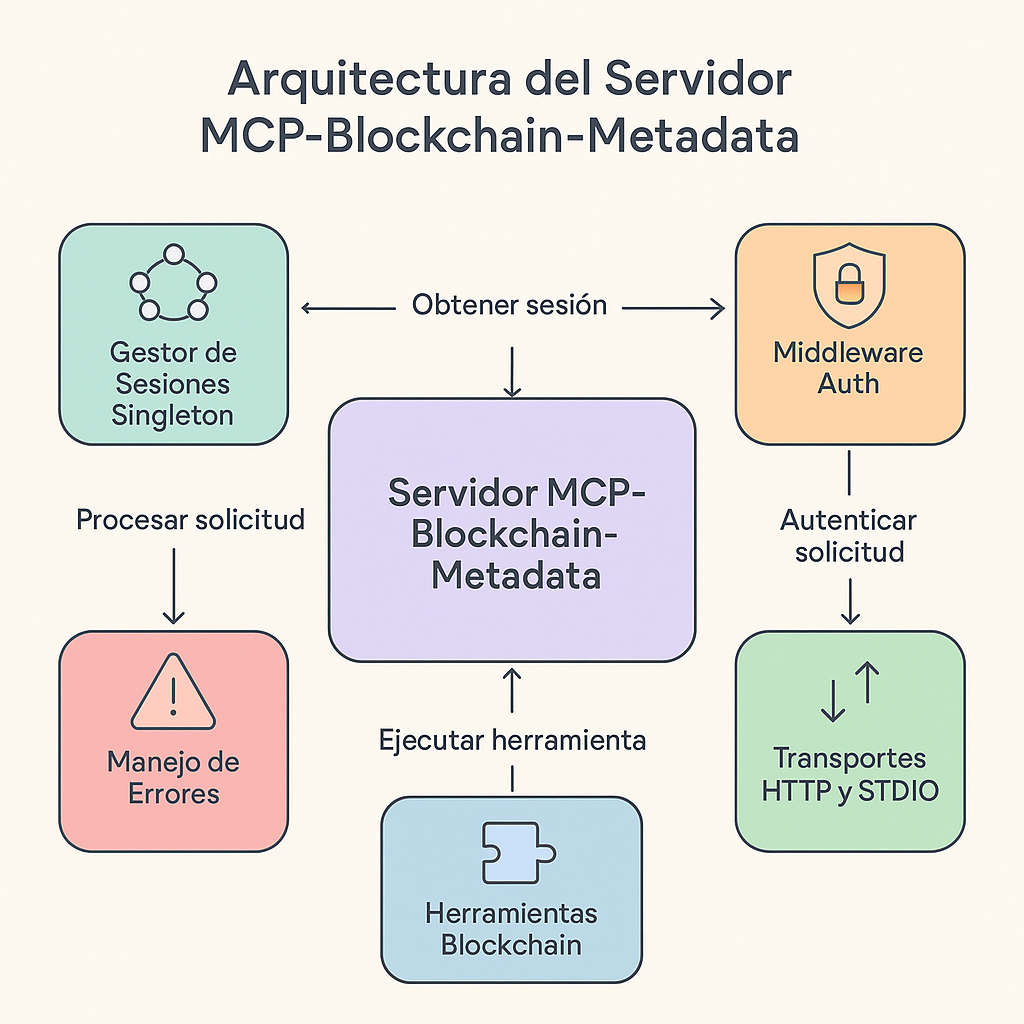 Arquitectura del Servidor
MCP-Blockchain-Metadata
Gestor de
Sesiones
Singleton
Obtener sesión
Middleware
Auth
Servidor MCP-
Blockchain-
Metadata
Procesar solicitud
Autenticar
solicitud
Manejo de
Errores
Ejecutar herramienta
Transportes
HTTP y STDIO
Herramientas
Blockchain